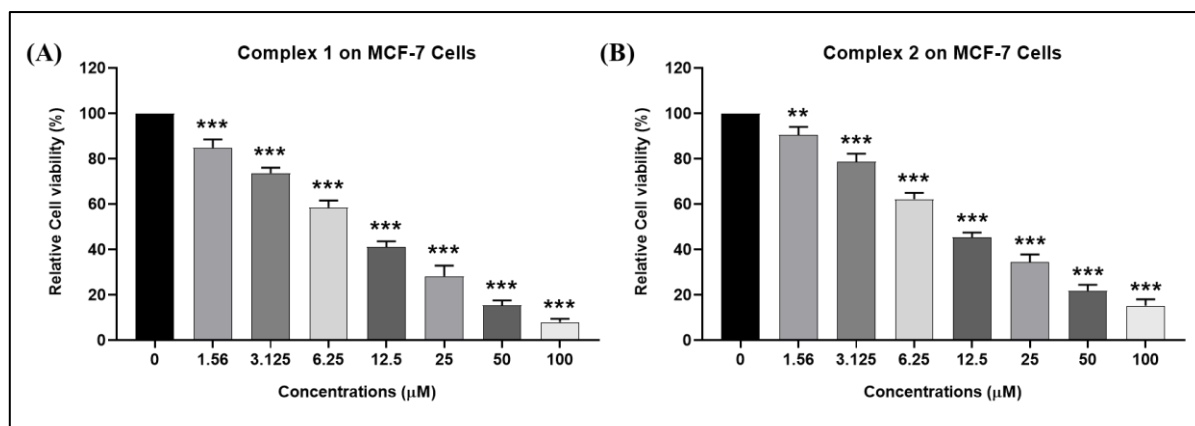 (A)
Complex 1 on MCF-7 Cells
Relative Cell viability (%)
120
100
80
60
40
20
0
***
***
***
***
***
***
***
0 1.56 3.125 6.25 12.5 25 50 100
Concentrations (μM)
(B)
Complex 2 on MCF-7 Cells
Relative Cell viability (%)
120
100
80
60
40
20
0
**
***
***
***
***
***
***
0 1.56 3.125 6.25 12.5 25 50 100
Concentrations (μM)